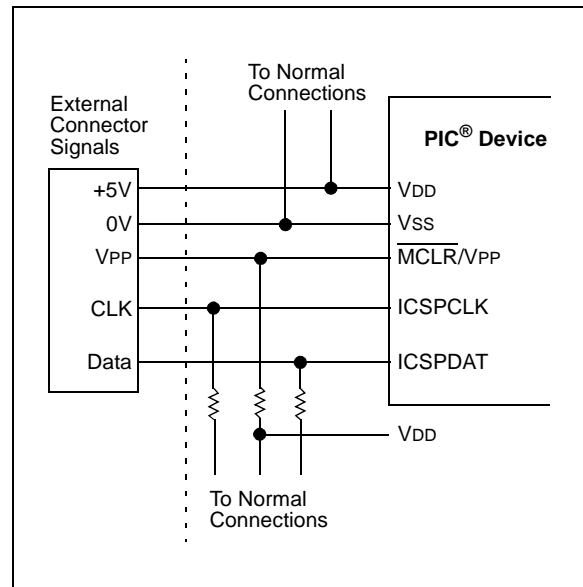 To Normal
Connections
External
Connector
Signals
PIC® Device
+5V
VDD
0V
VSS
VPP
M̅C̅L̅R̅/VPP
CLK
ICSPCLK
Data
ICSPDAT
VDD
To Normal
Connections